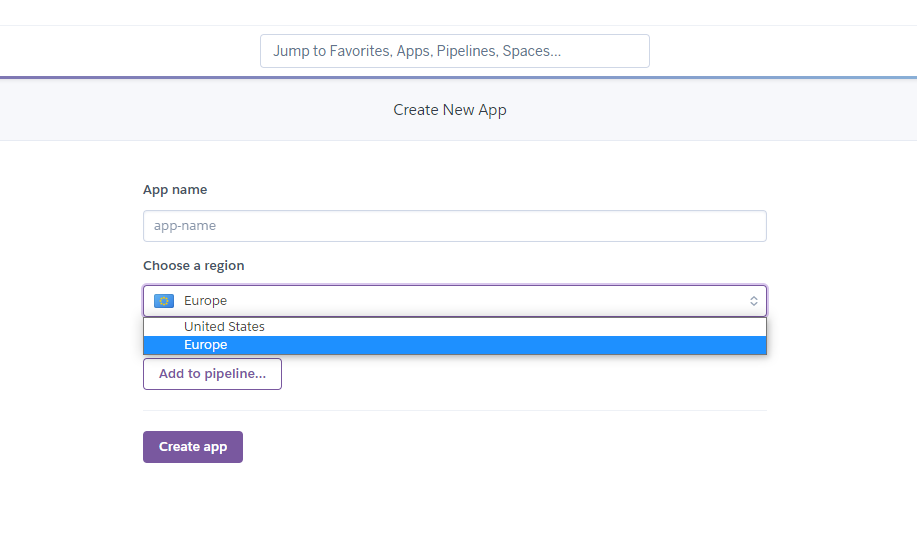 Jump to Favorites, Apps, Pipelines, Spaces...
Create New App
App name
app-name
Choose a region
Europe
United States
Europe
Add to pipeline...
Create app